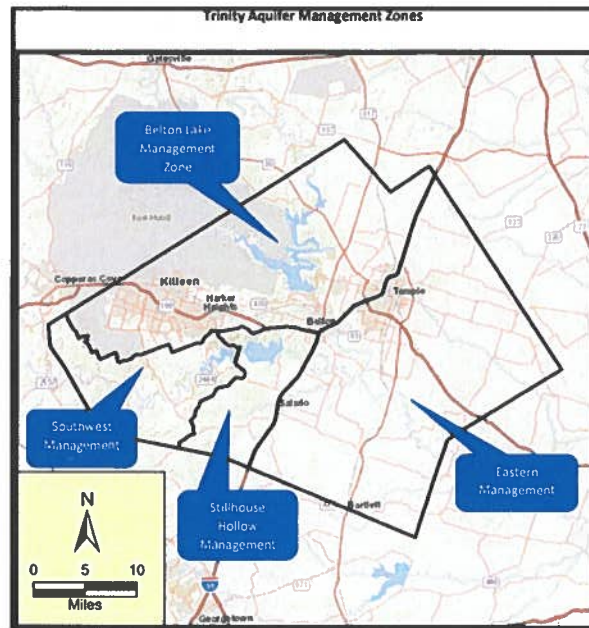 Trinity Aquifer Management Zones
Gatesville
Belton Lake
Management
Zone
Fort Hood
Copperas Cove
Killeen
Harker
Heights
Temple
Belton
Salado
Southwest
Management
Stillhouse
Hollow
Management
Eastern
Management
Bartlett
N
0 5 10
Miles
Georgetown